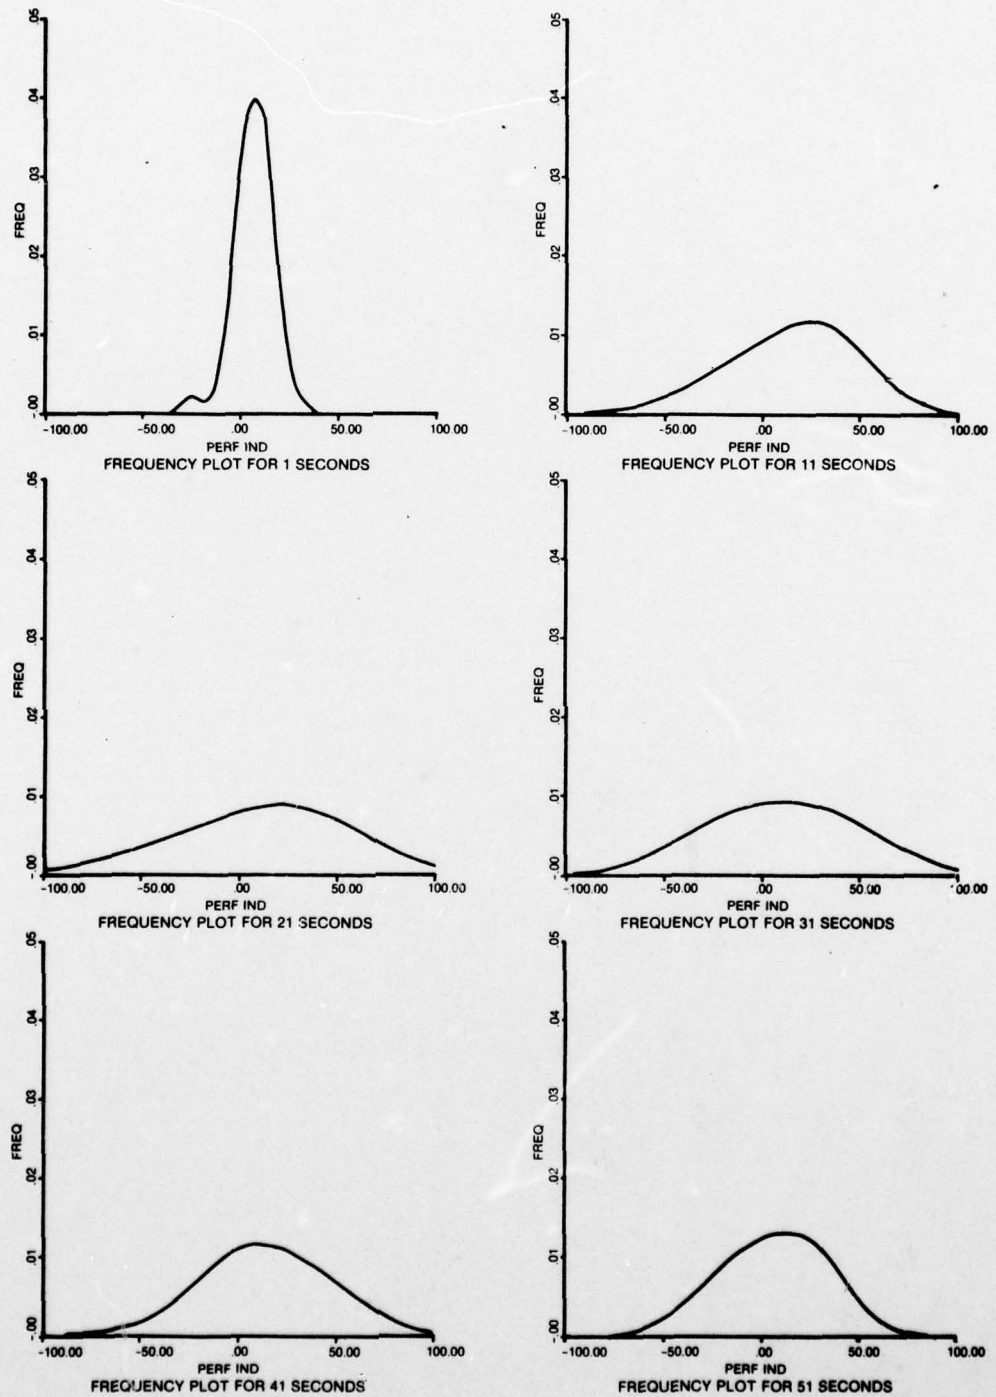 .05
.04
.03
.02
.01
-.00
FREQ
-100.00 -50.00 .00 50.00 100.00
PERF IND
FREQUENCY PLOT FOR 1 SECONDS
.05
.04
.03
.02
.01
-.00
FREQ
-100.00 -50.00 .00 50.00 100.00
PERF IND
FREQUENCY PLOT FOR 11 SECONDS
.05
.04
.03
.02
.01
-.00
FREQ
-100.00 -50.00 .00 50.00 100.00
PERF IND
FREQUENCY PLOT FOR 21 SECONDS
.05
.04
.03
.02
.01
-.00
FREQ
-100.00 -50.00 .00 50.00 00.00
PERF IND
FREQUENCY PLOT FOR 31 SECONDS
.05
.04
.03
.02
.01
-.00
FREQ
-100.00 -50.00 .00 50.00 100.00
PERF IND
FREQUENCY PLOT FOR 41 SECONDS
.05
.04
.03
.02
.01
-.00
FREQ
-100.00 -50.00 .00 50.00 100.00
PERF IND
FREQUENCY PLOT FOR 51 SECONDS